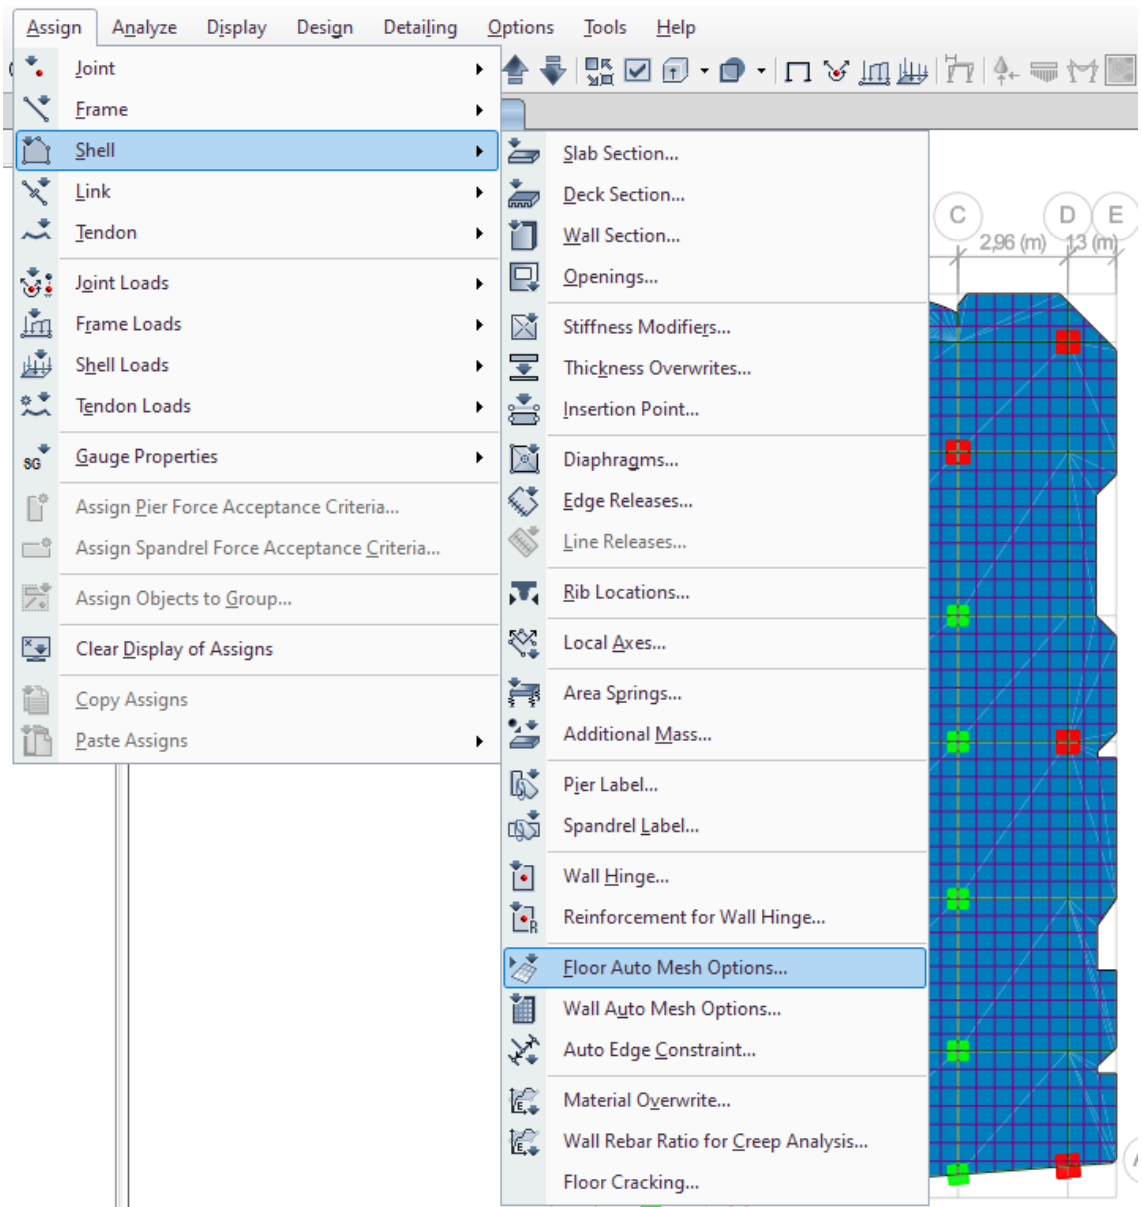 Assign Analyze Display Design Detailing Options Tools Help
Joint
Frame
Shell
Link
Tendon
Joint Loads
Frame Loads
Shell Loads
Tendon Loads
SG Gauge Properties
Assign Pier Force Acceptance Criteria...
Assign Spandrel Force Acceptance Criteria...
Assign Objects to Group...
Clear Display of Assigns
Copy Assigns
Paste Assigns
Slab Section...
Deck Section...
Wall Section...
Openings...
Stiffness Modifiers...
Thickness Overwrites...
Insertion Point...
Diaphragms...
Edge Releases...
Line Releases...
Rib Locations...
Local Axes...
Area Springs...
Additional Mass...
Pier Label...
Spandrel Label...
Wall Hinge...
R Reinforcement for Wall Hinge...
Floor Auto Mesh Options...
Wall Auto Mesh Options...
Auto Edge Constraint...
E Material Overwrite...
E Wall Rebar Ratio for Creep Analysis...
Floor Cracking...
C D E
2,96 (m) 13 (m)